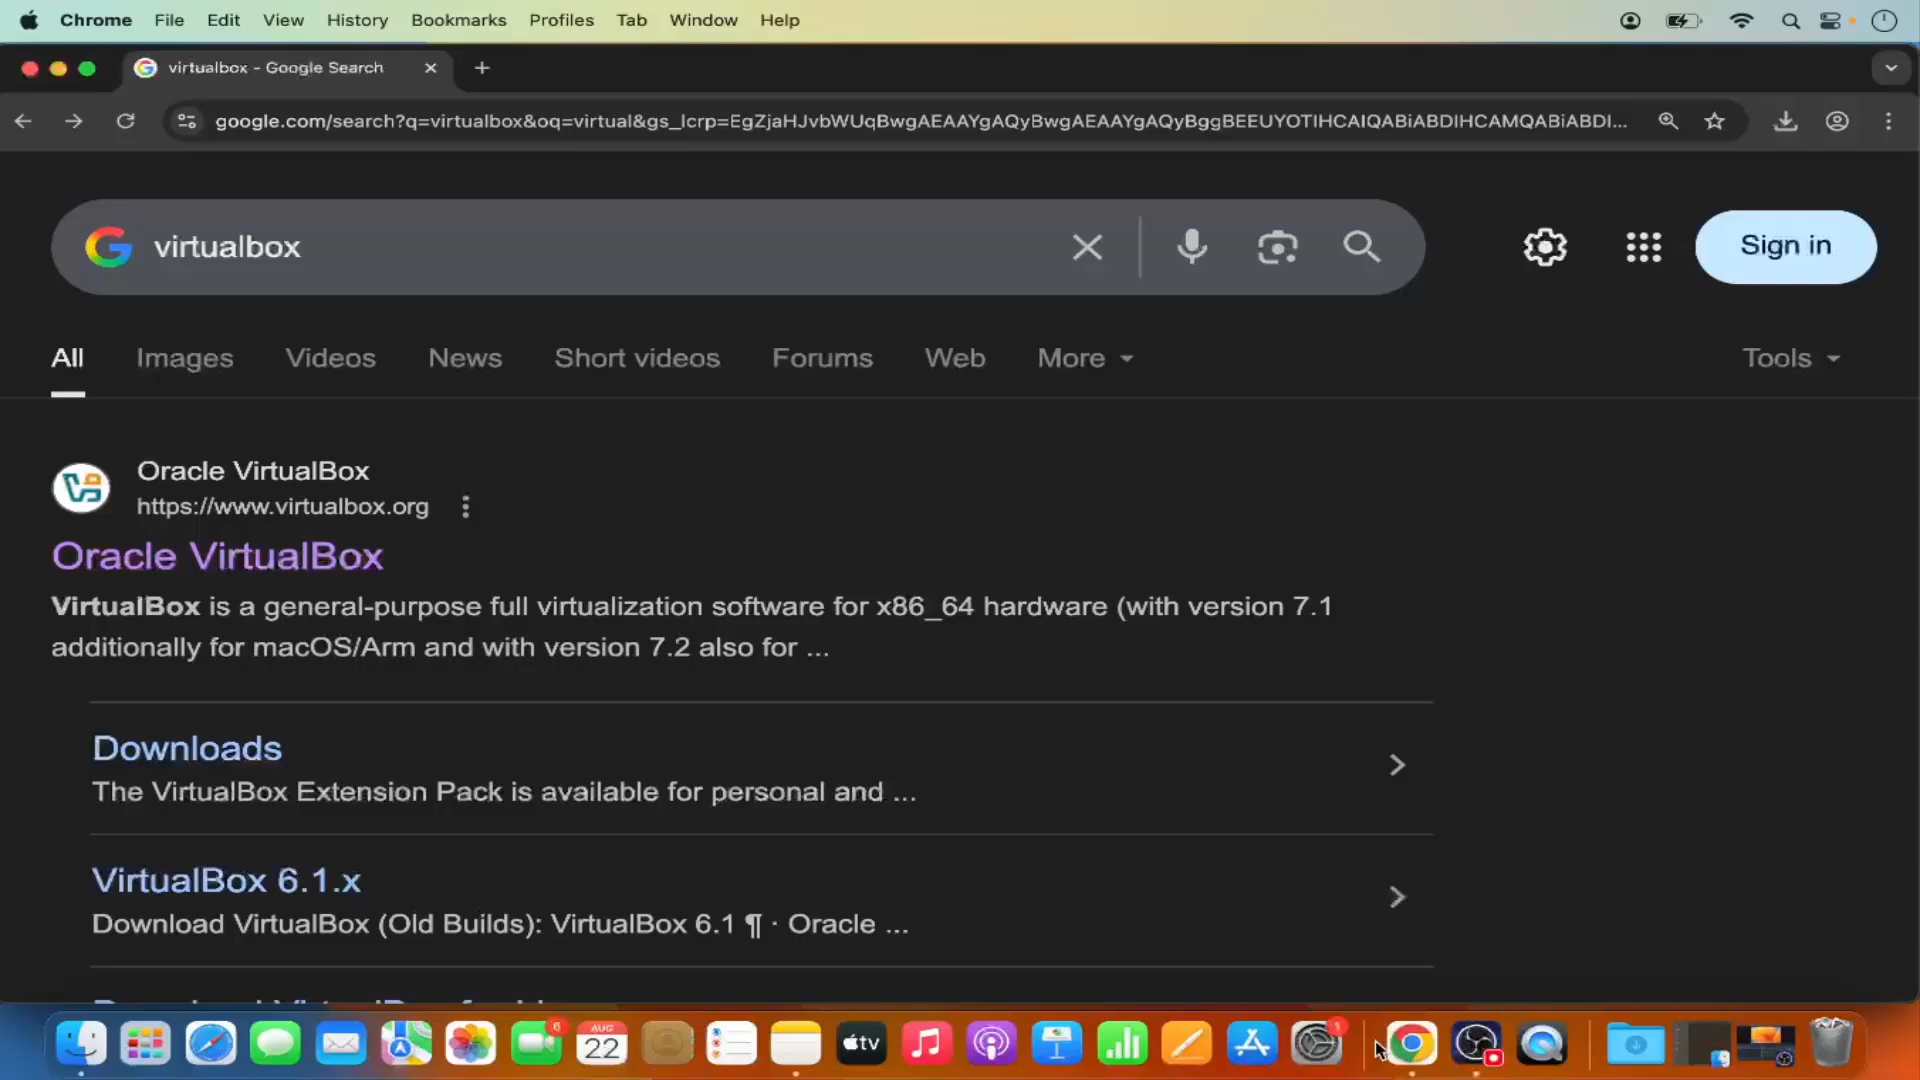 Chrome File Edit View History Bookmarks Profiles Tab Window Help
virtualbox - Google Search
google.com/search?q=virtualbox&oq=virtual&gs_lcrp=EgZjaHJvbWUqBwgAEAAYgAQyBwgAEAAYgAQyBggBEEUYOTIHCAIQABiABDIHCAMQABiABDI...
virtualbox
Sign in
All Images Videos News Short videos Forums Web More Tools
Oracle VirtualBox
https://www.virtualbox.org
Oracle VirtualBox
VirtualBox is a general-purpose full virtualization software for x86_64 hardware (with version 7.1
additionally for macOS/Arm and with version 7.2 also for ...
Downloads
The VirtualBox Extension Pack is available for personal and ...
VirtualBox 6.1.x
Download VirtualBox (Old Builds): VirtualBox 6.1 ¶ · Oracle ...
6
AUG
22
tv
1